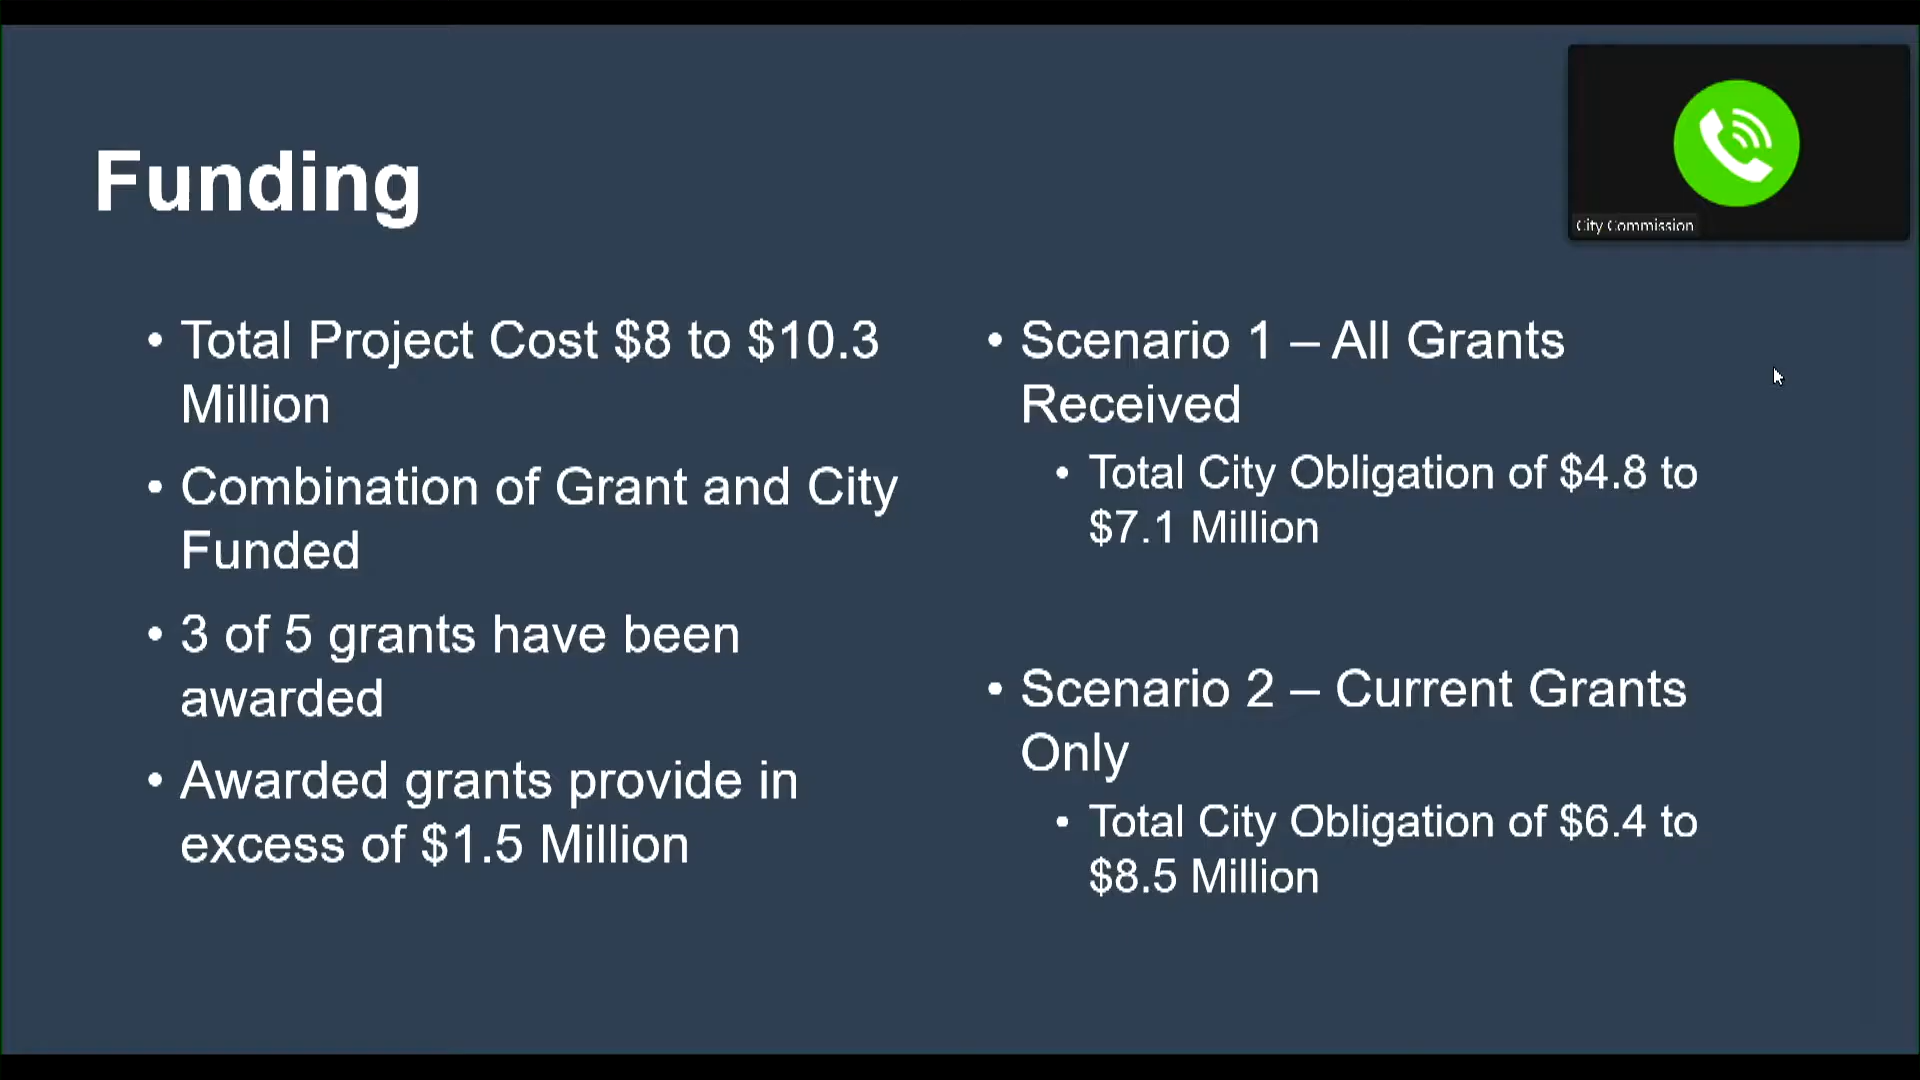 Funding
City Commission
• Total Project Cost $8 to $10.3
Million
• Combination of Grant and City
Funded
• 3 of 5 grants have been
awarded
• Awarded grants provide in
excess of $1.5 Million
• Scenario 1 – All Grants
Received
• Total City Obligation of $4.8 to
$7.1 Million
• Scenario 2 – Current Grants
Only
• Total City Obligation of $6.4 to
$8.5 Million